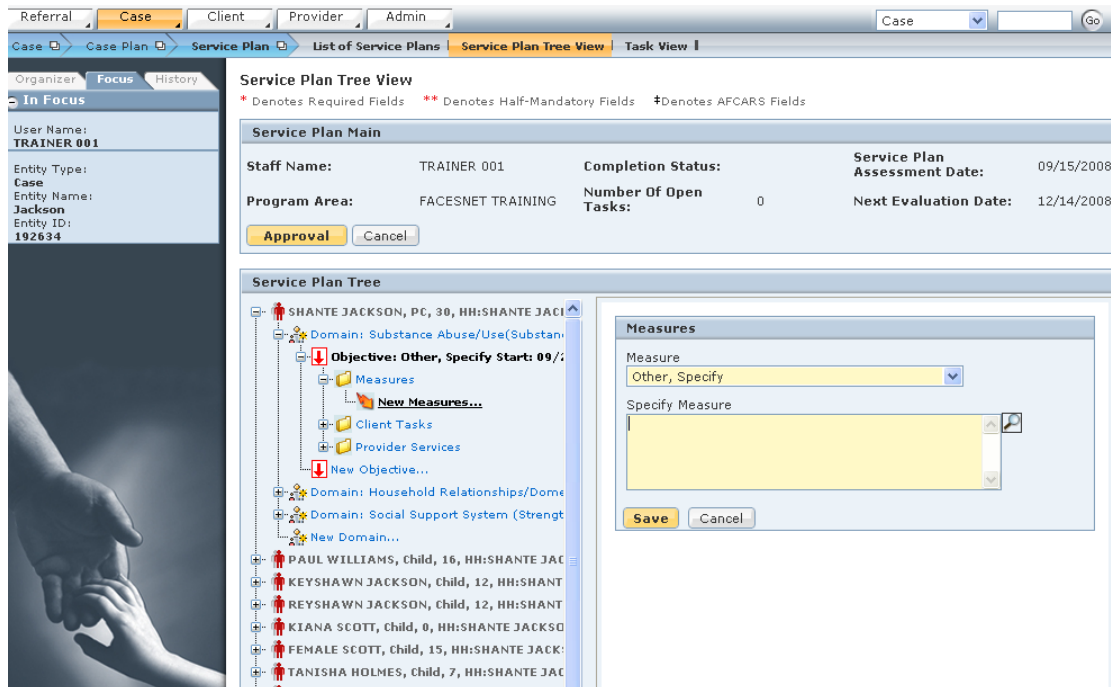 Referral Case Client Provider Admin Case Go
Case Case Plan Service Plan List of Service Plans Service Plan Tree View Task View
Organizer Focus History
In Focus
User Name:
TRAINER 001
Entity Type:
Case
Entity Name:
Jackson
Entity ID:
192634
Service Plan Tree View
* Denotes Required Fields ** Denotes Half-Mandatory Fields ‡Denotes AFCARS Fields
Service Plan Main
Staff Name: TRAINER 001 Completion Status: Service Plan Assessment Date: 09/15/2008
Program Area: FACESNET TRAINING Number Of Open Tasks: 0 Next Evaluation Date: 12/14/2008
Approval Cancel
Service Plan Tree
SHANTE JACKSON, PC, 30, HH:SHANTE JACK
Domain: Substance Abuse/Use(Substan
Objective: Other, Specify Start: 09/2
Measures
New Measures...
Client Tasks
Provider Services
New Objective...
Domain: Household Relationships/Dome
Domain: Social Support System (Strengt
New Domain...
PAUL WILLIAMS, Child, 16, HH:SHANTE JAC
KEYSHAWN JACKSON, Child, 12, HH:SHANT
REYSHAWN JACKSON, Child, 12, HH:SHANT
KIANA SCOTT, Child, 0, HH:SHANTE JACKSO
FEMALE SCOTT, Child, 15, HH:SHANTE JACK
TANISHA HOLMES, Child, 7, HH:SHANTE JAC
Measures
Measure
Other, Specify
Specify Measure
Save Cancel